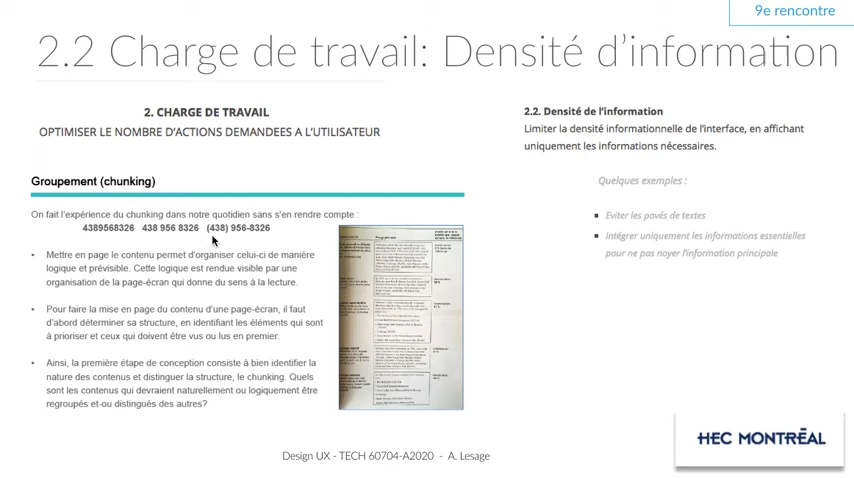 9e rencontre
2.2 Charge de travail: Densité d'information
2. CHARGE DE TRAVAIL
OPTIMISER LE NOMBRE D'ACTIONS DEMANDEES A L'UTILISATEUR
Groupement (chunking)
On fait l'expérience du chunking dans notre quotidien sans s'en rendre compte :
4389568326 438 956 8326 (438) 956-8326
▪ Mettre en page le contenu permet d'organiser celui-ci de manière
logique et prévisible. Cette logique est rendue visible par une
organisation de la page-écran qui donne du sens à la lecture.
▪ Pour faire la mise en page du contenu d'une page-écran, il faut
d'abord déterminer sa structure, en identifiant les éléments qui sont
à prioriser et ceux qui doivent être vus ou lus en premier.
▪ Ainsi, la première étape de conception consiste à bien identifier la
nature des contenus et distinguer la structure, le chunking. Quels
sont les contenus qui devraient naturellement ou logiquement être
regroupés et-ou distingués des autres?
2.2. Densité de l'information
Limiter la densité informationnelle de l'interface, en affichant
uniquement les informations nécessaires.
Quelques exemples :
▪ Eviter les pavés de textes
▪ Intégrer uniquement les informations essentielles
pour ne pas noyer l'information principale
Design UX - TECH 60704-A2020 - A. Lesage
HEC MONTRĒAL